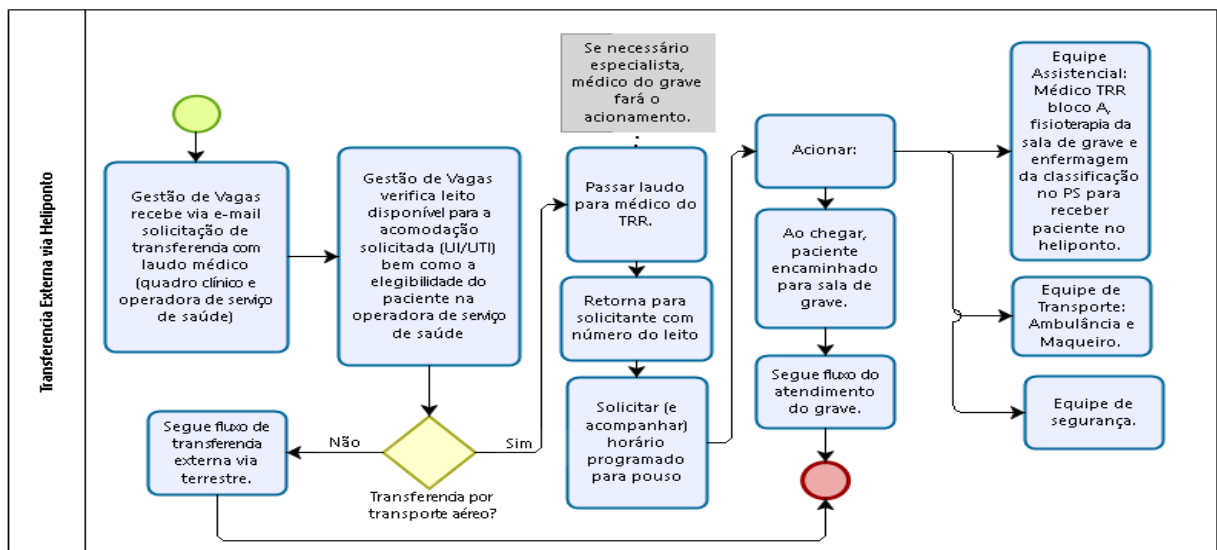 Transferencia Externa via Heliponto
Gestão de Vagas
recebe via e-mail
solicitação de
transferencia com
laudo médico
(quadro clínico e
operadora de serviço
de saúde)
Gestão de Vagas
verifica leito
disponível para a
acomodação
solicitada (UI/UTI)
bem como a
elegibilidade do
paciente na
operadora de serviço
de saúde
Transferencia por
transporte aéreo?
Não
Segue fluxo de
transferencia
externa via
terrestre.
Sim
Se necessário
especialista,
médico do grave
fará o
acionamento.
Passar laudo
para médico do
TRR.
Retorna para
solicitante com
número do leito
Solicitar (e
acompanhar)
horário
programado
para pouso
Acionar:
Ao chegar,
paciente
encaminhado
para sala de
grave.
Segue fluxo do
atendimento
do grave.
Equipe
Assistencial:
Médico TRR
bloco A,
fisioterapia da
sala de grave e
enfermagem
da classificação
no PS para
receber
paciente no
heliponto.
Equipe de
Transporte:
Ambulância e
Maqueiro.
Equipe de
segurança.